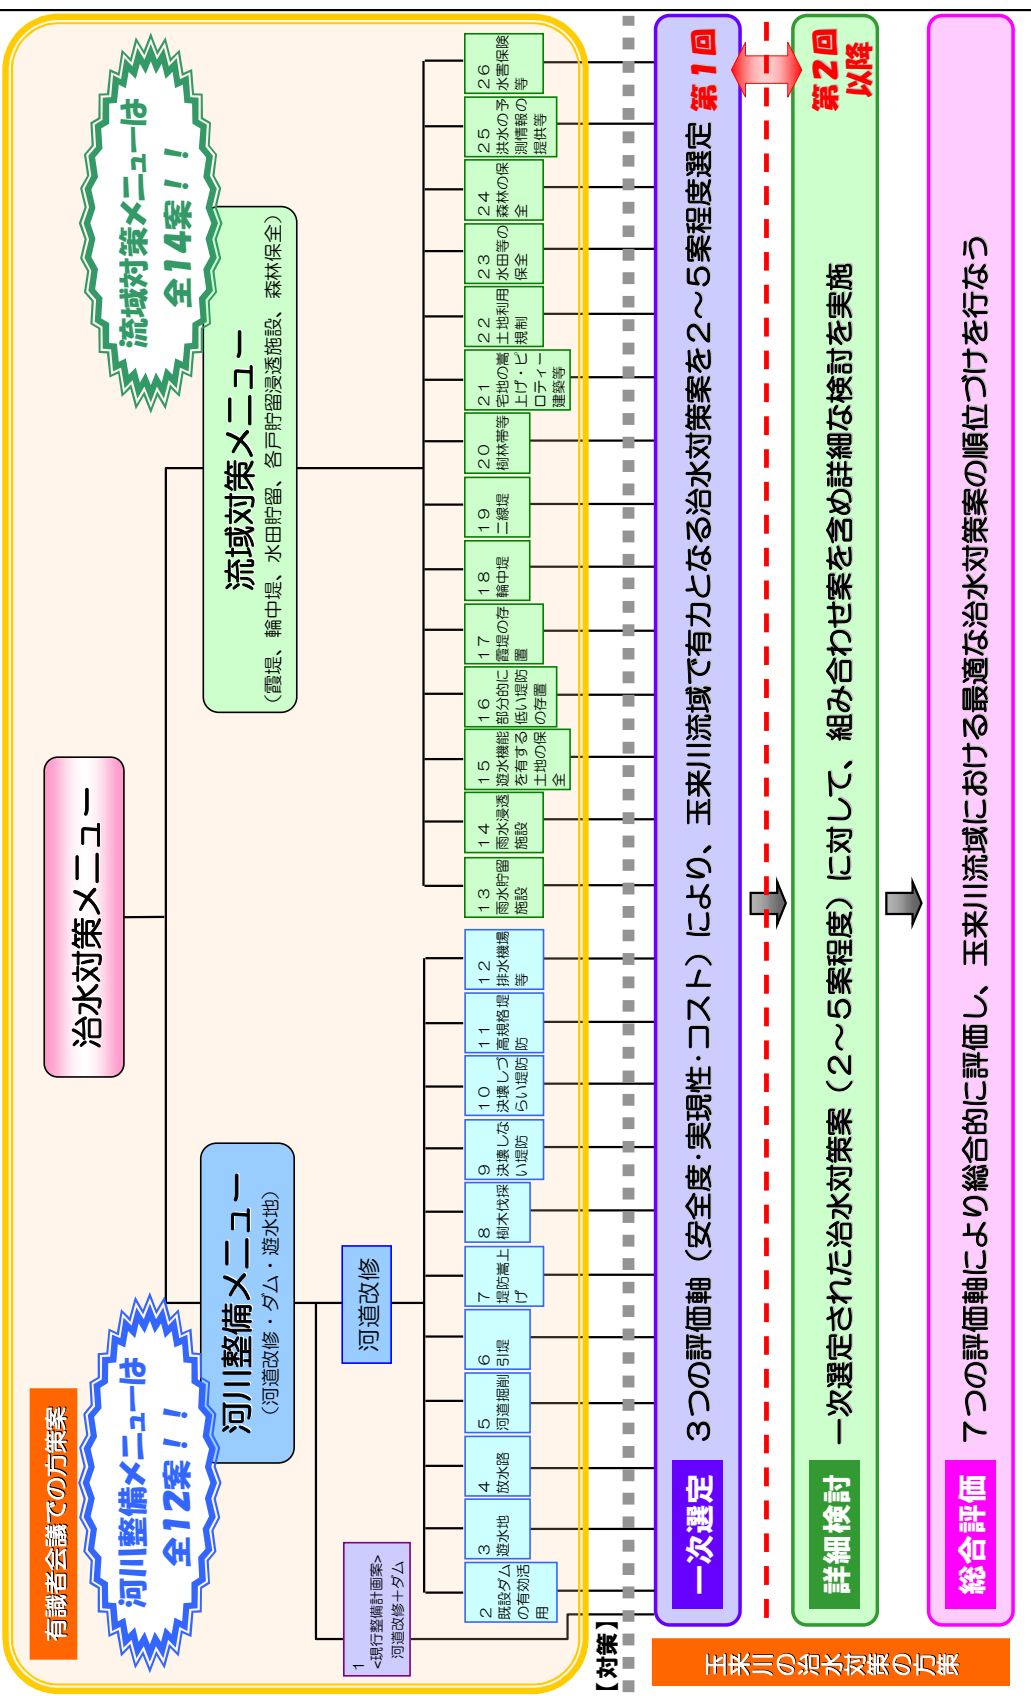 有識者会議での方策案
治水対策メニュー
河川整備メニューは
全12案！！
流域対策メニューは
全14案！！
河川整備メニュー
（河道改修・ダム・遊水地）
流域対策メニュー
（霞堤、輪中堤、水田貯留、各戸貯留浸透施設、森林保全）
河道改修
1
<現行整備計画案>
河道改修＋ダム
2
既設ダム
の有効活
用
3
遊水地
4
放水路
5
河道掘削
6
引堤
7
堤防嵩上
げ
8
樹木伐採
9
決壊しな
い堤防
10
決壊しづ
らい堤防
11
高規格堤
防
12
排水機場
等
13
雨水貯留
施設
14
雨水浸透
施設
15
遊水機能
を有する
土地の保
全
16
部分的に
低い堤防
の存置
17
霞堤の存
置
18
輪中堤
19
二線堤
20
樹林帯等
21
宅地の嵩
上げ・ピ
ロティー
建築等
22
土地利用
規制
23
水田等の
保全
24
森林の保
全
25
洪水の予
測情報の
提供等
26
水害保険
等
【対策】
玉来川の治水対策の方策
一次選定
３つの評価軸（安全度・実現性・コスト）により、玉来川流域で有力となる治水対策案を２～５案程度選定
第１回
詳細検討
一次選定された治水対策案（２～５案程度）に対して、組み合わせ案を含め詳細な検討を実施
第２回
以降
総合評価
７つの評価軸により総合的に評価し、玉来川流域における最適な治水対策案の順位づけを行なう